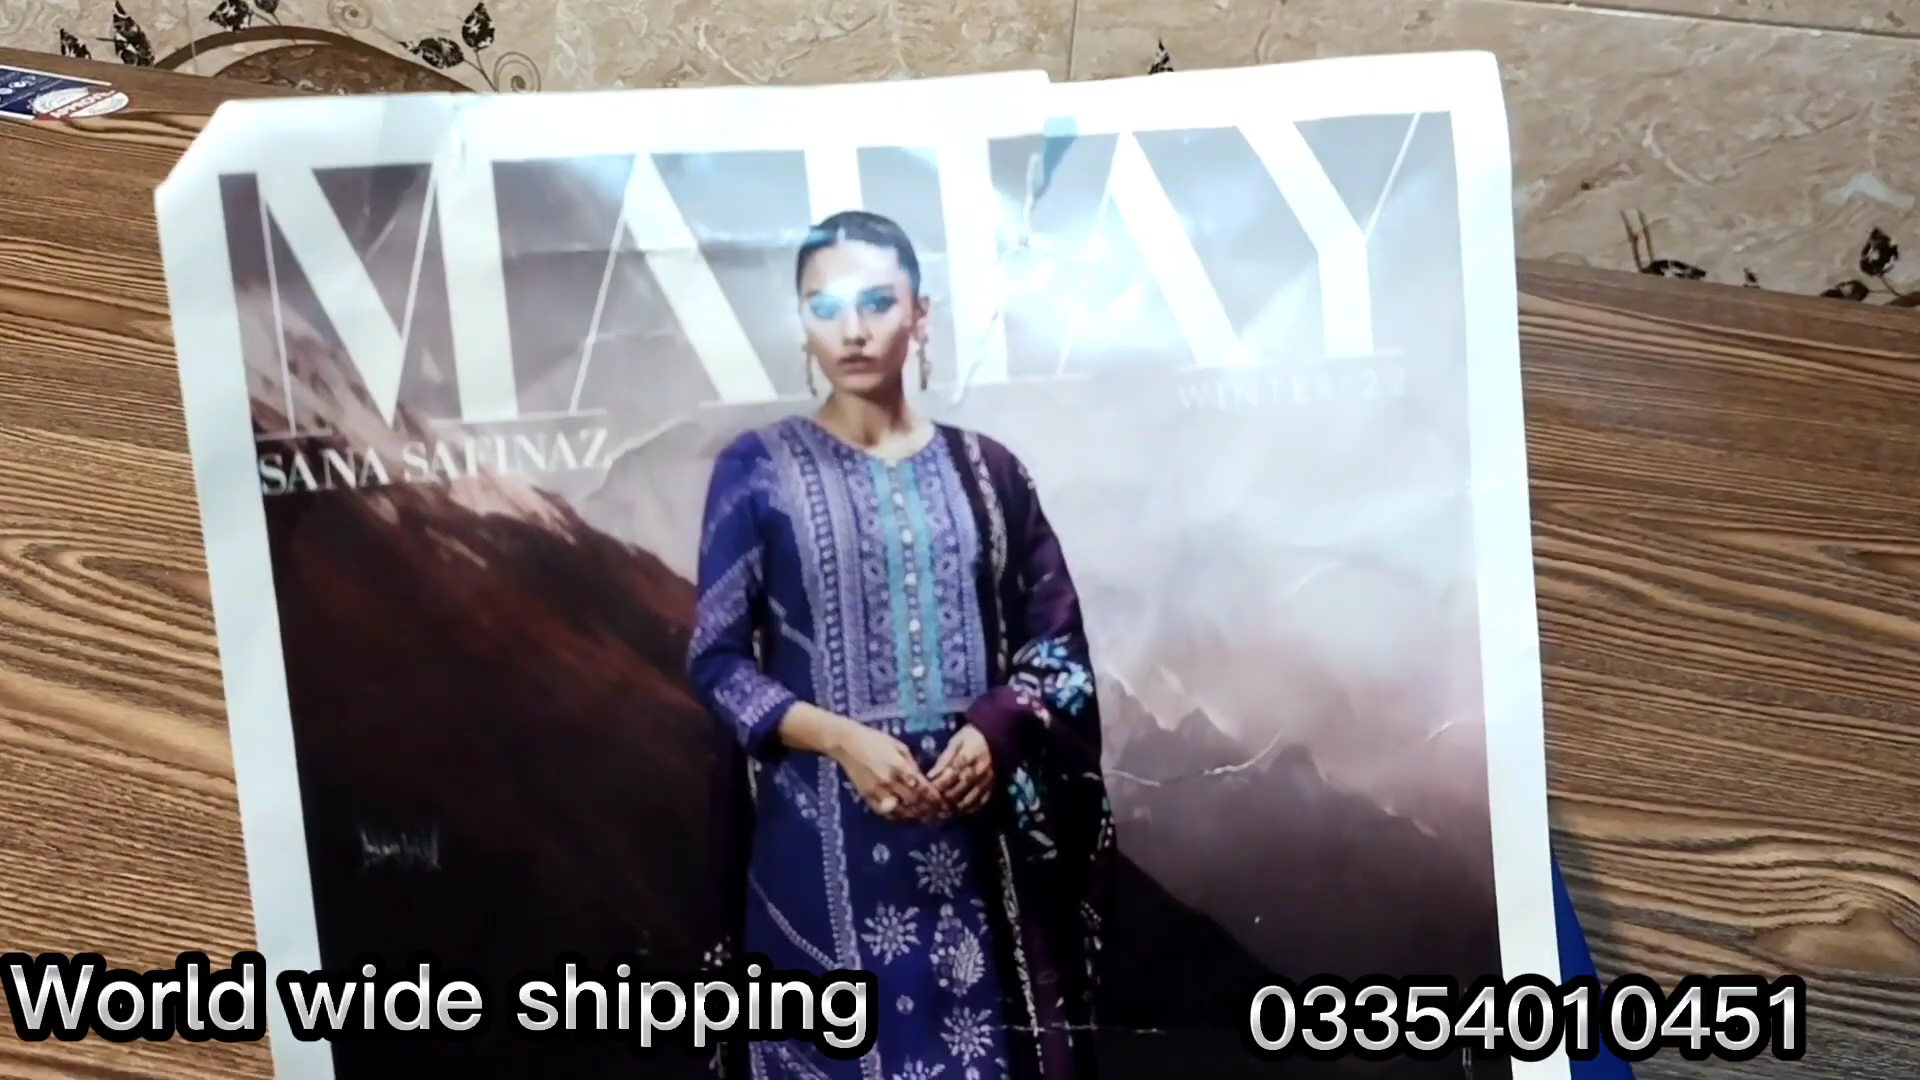 MAHAY
WINTER '22
SANA SAFINAZ
World wide shipping
03354010451